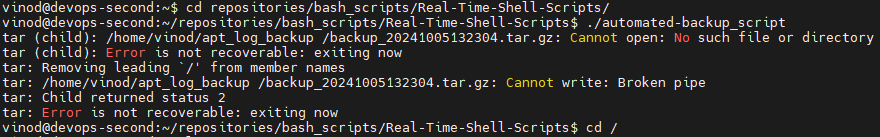 vinod@devops-second:~$ cd repositories/bash_scripts/Real-Time-Shell-Scripts/
vinod@devops-second:~/repositories/bash_scripts/Real-Time-Shell-Scripts$ ./automated-backup_script
tar (child): /home/vinod/apt_log_backup /backup_20241005132304.tar.gz: Cannot open: No such file or directory
tar (child): Error is not recoverable: exiting now
tar: Removing leading `/' from member names
tar: /home/vinod/apt_log_backup /backup_20241005132304.tar.gz: Cannot write: Broken pipe
tar: Child returned status 2
tar: Error is not recoverable: exiting now
vinod@devops-second:~/repositories/bash_scripts/Real-Time-Shell-Scripts$ cd /